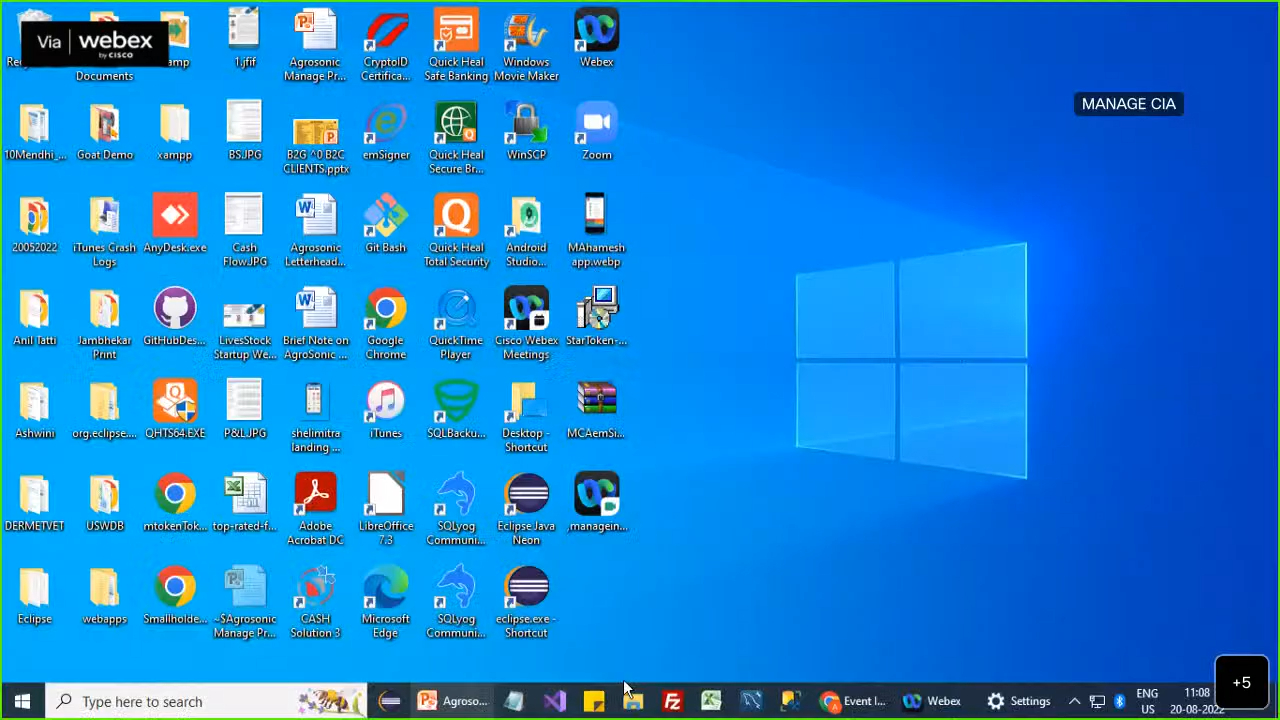 Via webex
by CISCO
Documents
1.jfif
Agrosonic
Manage Pr...
CryptoID
Certifica...
Quick Heal
Safe Banking
Windows
Movie Maker
Webex
MANAGE CIA
10Mendhi_...
Goat Demo
xampp
BS.JPG
B2G ^0 B2C
CLIENTS.pptx
emSigner
Quick Heal
Secure Br...
WinSCP
Zoom
20052022
iTunes Crash
Logs
AnyDesk.exe
Cash
Flow.JPG
Agrosonic
Letterhead...
Git Bash
Quick Heal
Total Security
Android
Studio...
MAhamesh
app.webp
Anil Tatti
Jambhekar
Print
GitHubDes...
LivesStock
Startup We...
Brief Note on
AgroSonic ...
Google
Chrome
QuickTime
Player
Cisco Webex
Meetings
StarToken-...
Ashwini
org.eclipse....
QHTS64.EXE
P&L.JPG
shelimitra
landing ...
iTunes
SQLBacku...
Desktop -
Shortcut
MCAemSi...
DERMETVET
USWDB
mtokenTok...
top-rated-f...
Adobe
Acrobat DC
LibreOffice
7.3
SQLyog
Communi...
Eclipse Java
Neon
,managein...
Eclipse
webapps
Smallholde...
~$Agrosonic
Manage Pr...
CASH
Solution 3
Microsoft
Edge
SQLyog
Communi...
eclipse.exe -
Shortcut
+5
Type here to search
Agroso...
Event I...
Webex
Settings
ENG
US
11:08
20-08-2022